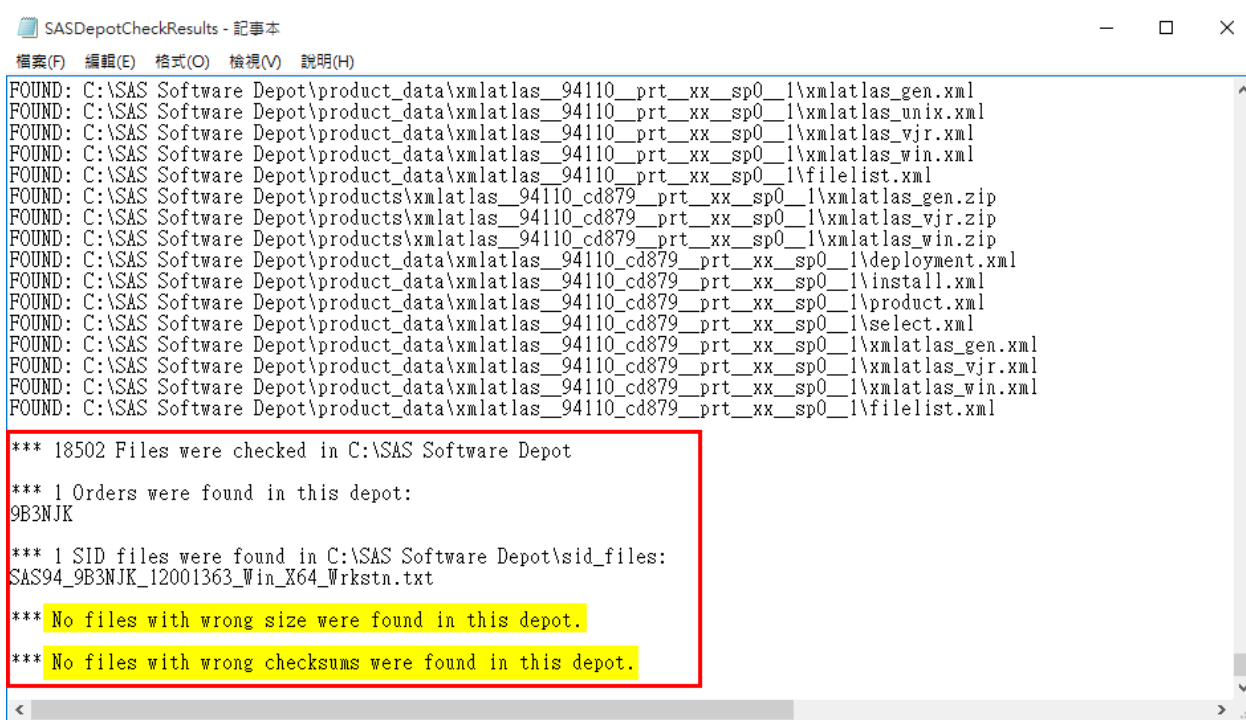 SASDepotCheckResults - 記事本
檔案(F) 編輯(E) 格式(O) 檢視(V) 說明(H)
FOUND: C:\SAS Software Depot\product_data\xmlatlas__94110__prt__xx__sp0__1\xmlatlas_gen.xml
FOUND: C:\SAS Software Depot\product_data\xmlatlas__94110__prt__xx__sp0__1\xmlatlas_unix.xml
FOUND: C:\SAS Software Depot\product_data\xmlatlas__94110__prt__xx__sp0__1\xmlatlas_vjr.xml
FOUND: C:\SAS Software Depot\product_data\xmlatlas__94110__prt__xx__sp0__1\xmlatlas_win.xml
FOUND: C:\SAS Software Depot\product_data\xmlatlas__94110__prt__xx__sp0__1\filelist.xml
FOUND: C:\SAS Software Depot\products\xmlatlas__94110_cd879__prt__xx__sp0__1\xmlatlas_gen.zip
FOUND: C:\SAS Software Depot\products\xmlatlas__94110_cd879__prt__xx__sp0__1\xmlatlas_vjr.zip
FOUND: C:\SAS Software Depot\products\xmlatlas__94110_cd879__prt__xx__sp0__1\xmlatlas_win.zip
FOUND: C:\SAS Software Depot\product_data\xmlatlas__94110_cd879__prt__xx__sp0__1\deployment.xml
FOUND: C:\SAS Software Depot\product_data\xmlatlas__94110_cd879__prt__xx__sp0__1\install.xml
FOUND: C:\SAS Software Depot\product_data\xmlatlas__94110_cd879__prt__xx__sp0__1\product.xml
FOUND: C:\SAS Software Depot\product_data\xmlatlas__94110_cd879__prt__xx__sp0__1\select.xml
FOUND: C:\SAS Software Depot\product_data\xmlatlas__94110_cd879__prt__xx__sp0__1\xmlatlas_gen.xml
FOUND: C:\SAS Software Depot\product_data\xmlatlas__94110_cd879__prt__xx__sp0__1\xmlatlas_vjr.xml
FOUND: C:\SAS Software Depot\product_data\xmlatlas__94110_cd879__prt__xx__sp0__1\xmlatlas_win.xml
FOUND: C:\SAS Software Depot\product_data\xmlatlas__94110_cd879__prt__xx__sp0__1\filelist.xml
*** 18502 Files were checked in C:\SAS Software Depot
*** 1 Orders were found in this depot:
9B3NJK
*** 1 SID files were found in C:\SAS Software Depot\sid_files:
SAS94_9B3NJK_12001363_Win_X64_Wrkstn.txt
*** No files with wrong size were found in this depot.
*** No files with wrong checksums were found in this depot.